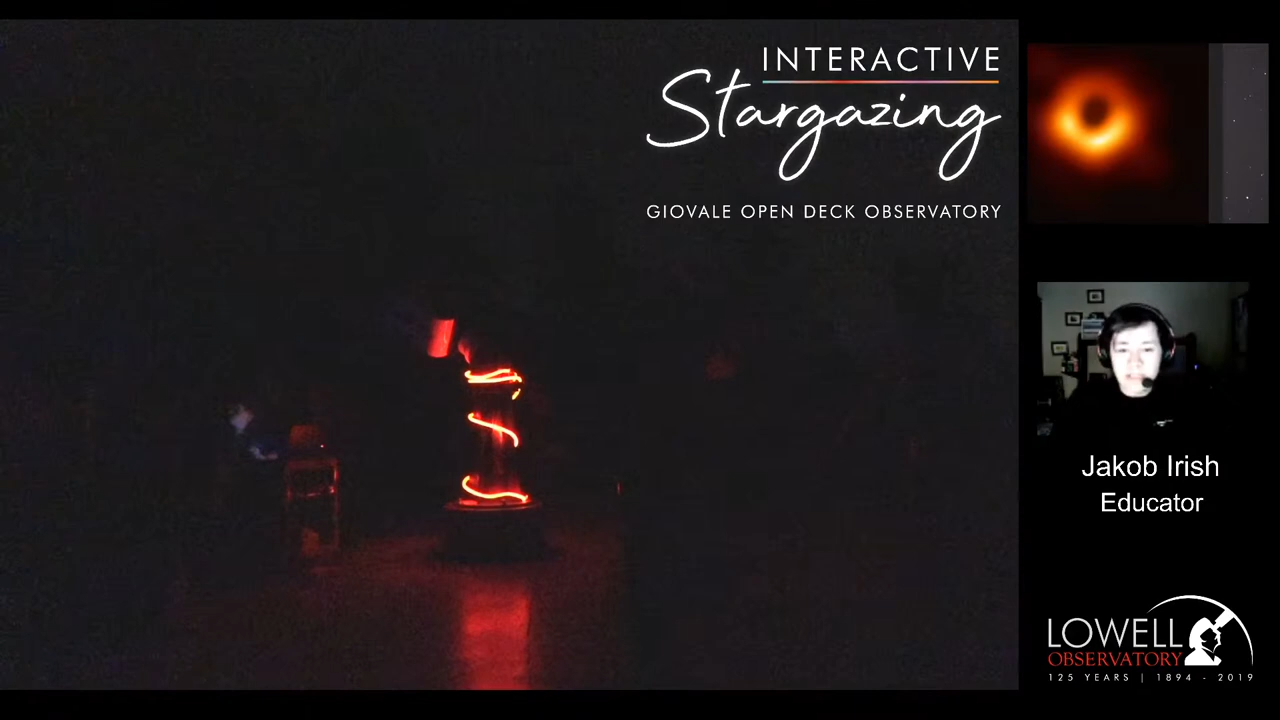 INTERACTIVE
Stargazing
GIOVALE OPEN DECK OBSERVATORY
Jakob Irish
Educator
LOWELL
OBSERVATORY
125 YEARS | 1894 - 2019